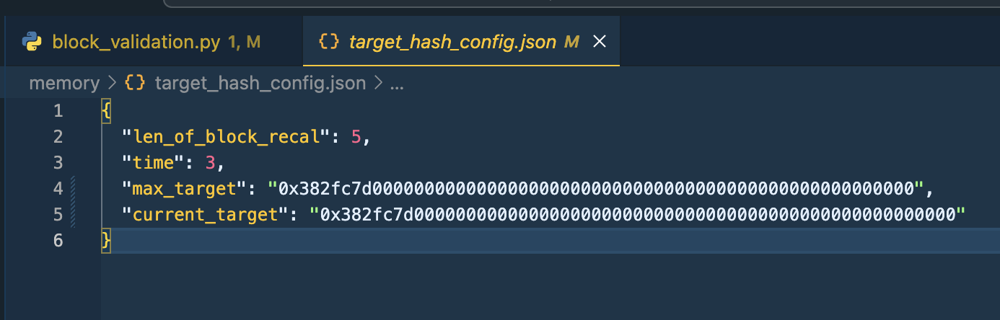 block_validation.py 1, M
target_hash_config.json M
memory > target_hash_config.json > ...
1 {
2 "len_of_block_recal": 5,
3 "time": 3,
4 "max_target": "0x382fc7d0000000000000000000000000000000000000000000000000000",
5 "current_target": "0x382fc7d0000000000000000000000000000000000000000000000000000"
6 }